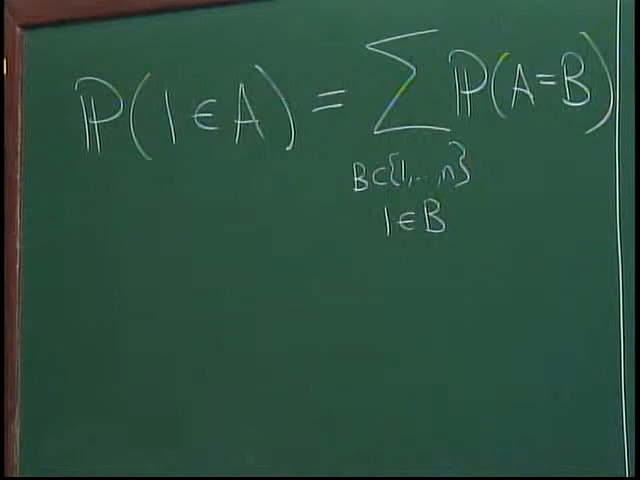 ℙ(1∈A) = ∑ ℙ(A=B)
B⊂{1,...,n}
1∈B